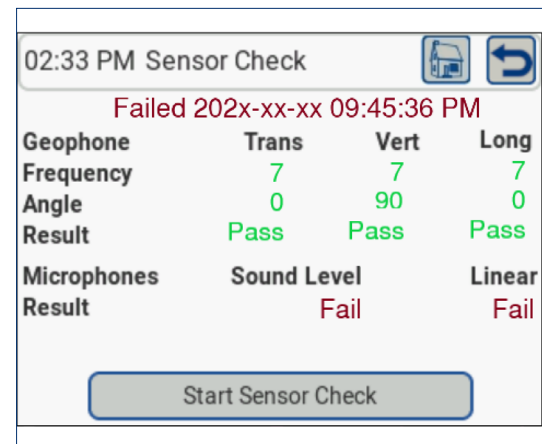 02:33 PM Sensor Check
Failed 202x-xx-xx 09:45:36 PM
Geophone Trans Vert Long
Frequency 7 7 7
Angle 0 90 0
Result Pass Pass Pass
Microphones Sound Level Linear
Result Fail Fail
Start Sensor Check